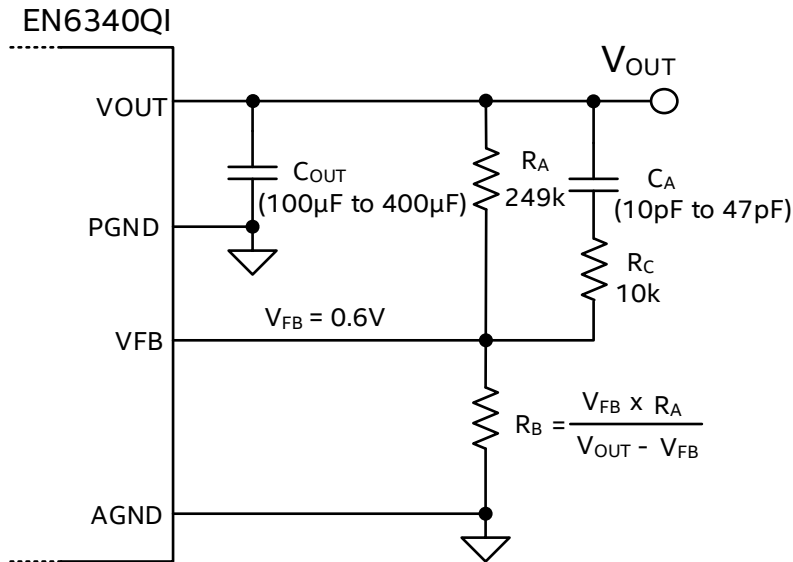 EN6340QI
VOUT
VOUT
COUT
(100µF to 400µF)
RA
249k
CA
(10pF to 47pF)
PGND
RC
10k
VFB = 0.6V
VFB
RB = VFB x RA
VOUT - VFB
AGND